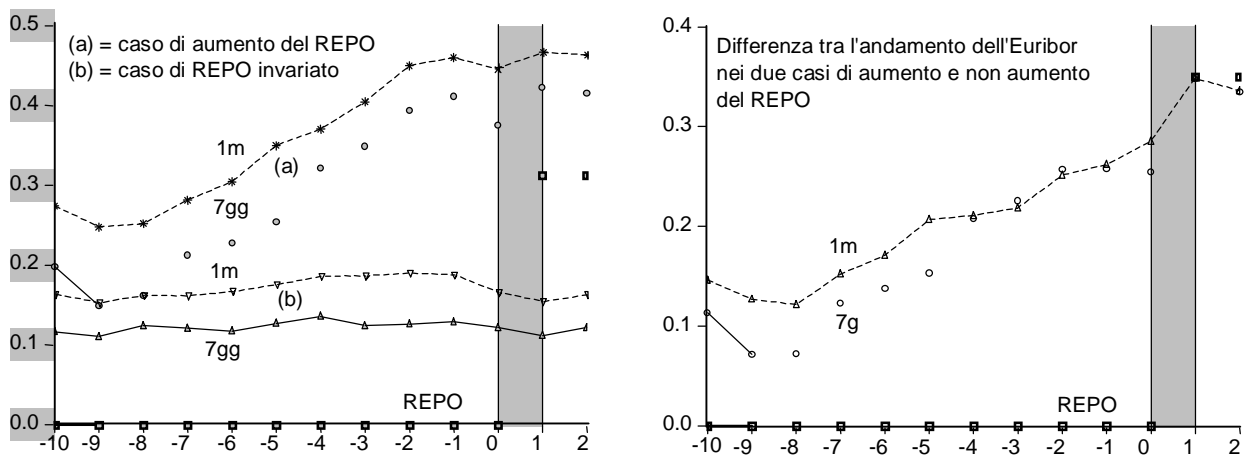 0.5
(a) = caso di aumento del REPO
(b) = caso di REPO invariato
0.4
1m
(a)
0.3
7gg
0.2
1m
(b)
0.1
7gg
REPO
0.0
-10 -9 -8 -7 -6 -5 -4 -3 -2 -1 0 1 2
0.4
Differenza tra l'andamento dell'Euribor
nei due casi di aumento e non aumento
del REPO
0.3
0.2
1m
7g
0.1
REPO
0.0
-10 -9 -8 -7 -6 -5 -4 -3 -2 -1 0 1 2